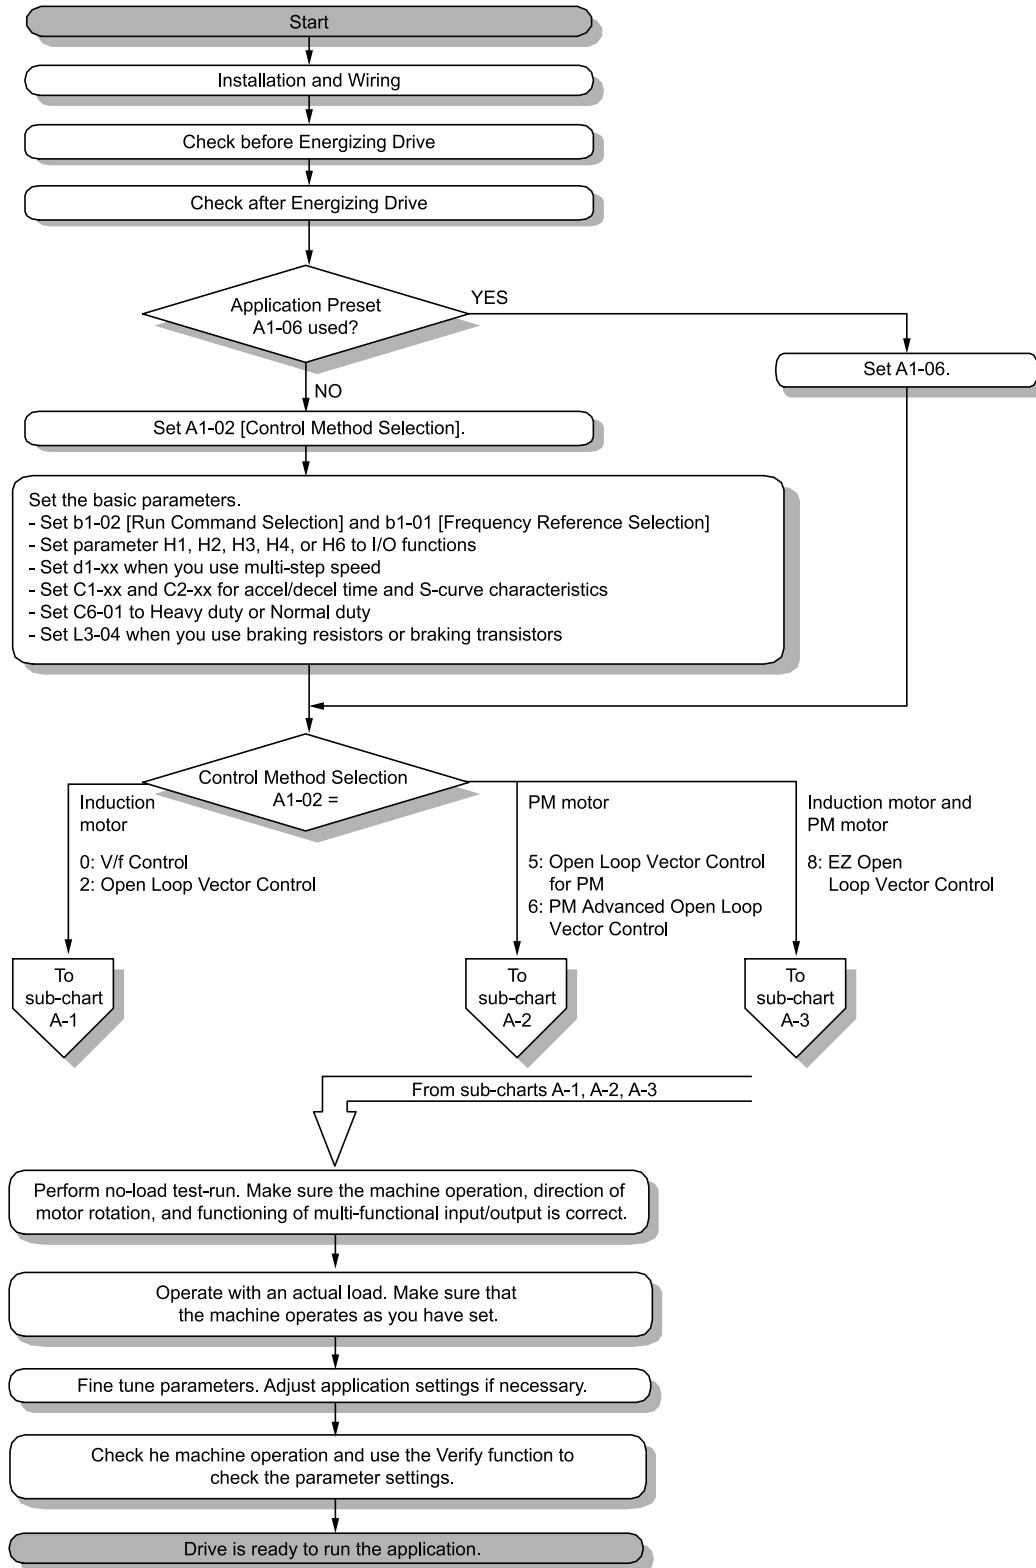 Start
Installation and Wiring
Check before Energizing Drive
Check after Energizing Drive
Application Preset
A1-06 used?
YES
Set A1-06.
NO
Set A1-02 [Control Method Selection].
Set the basic parameters.
- Set b1-02 [Run Command Selection] and b1-01 [Frequency Reference Selection]
- Set parameter H1, H2, H3, H4, or H6 to I/O functions
- Set d1-xx when you use multi-step speed
- Set C1-xx and C2-xx for accel/decel time and S-curve characteristics
- Set C6-01 to Heavy duty or Normal duty
- Set L3-04 when you use braking resistors or braking transistors
Control Method Selection
A1-02 =
Induction
motor
0: V/f Control
2: Open Loop Vector Control
PM motor
5: Open Loop Vector Control
for PM
6: PM Advanced Open Loop
Vector Control
Induction motor and
PM motor
8: EZ Open
Loop Vector Control
To
sub-chart
A-1
To
sub-chart
A-2
To
sub-chart
A-3
From sub-charts A-1, A-2, A-3
Perform no-load test-run. Make sure the machine operation, direction of
motor rotation, and functioning of multi-functional input/output is correct.
Operate with an actual load. Make sure that
the machine operates as you have set.
Fine tune parameters. Adjust application settings if necessary.
Check he machine operation and use the Verify function to
check the parameter settings.
Drive is ready to run the application.